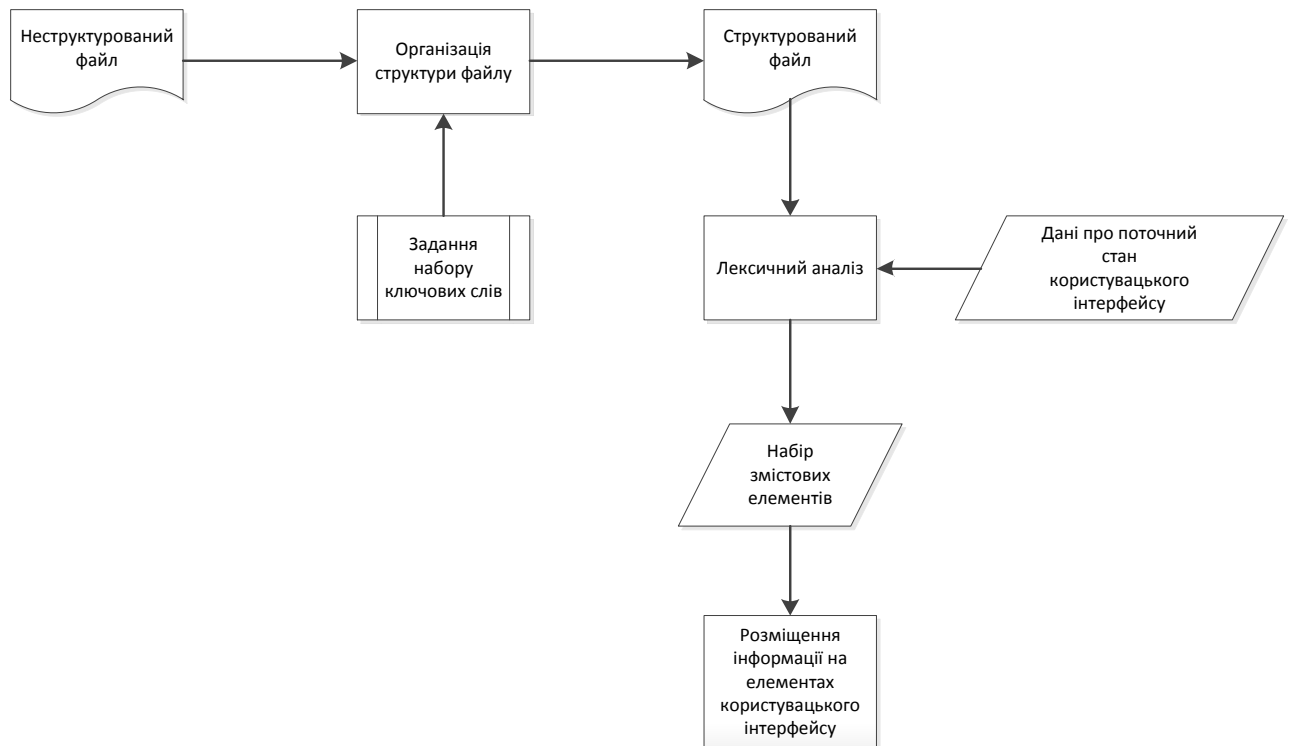 Неструктурований
файл
Організація
структури файлу
Структурований
файл
Задання
набору
ключових слів
Лексичний аналіз
Дані про поточний
стан
користувацького
інтерфейсу
Набір
змістових
елементів
Розміщення
інформації на
елементах
користувацького
інтерфейсу